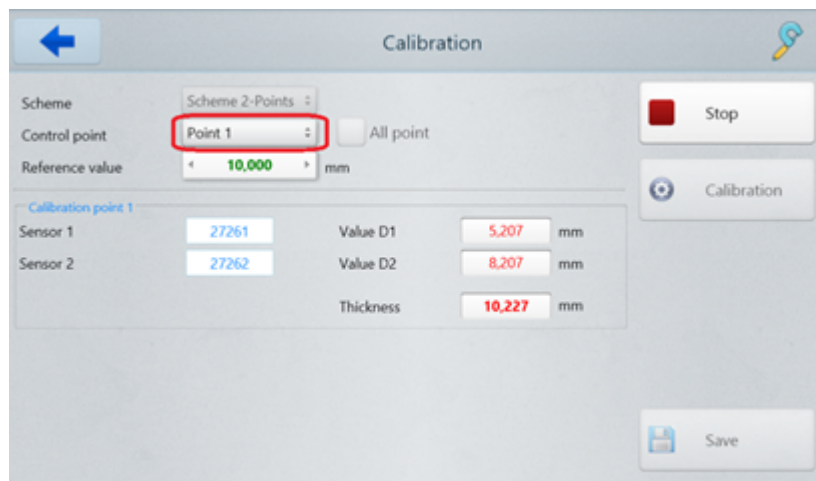 Calibration
Scheme Scheme 2-Points
Control point Point 1 All point
Reference value 10,000 mm
Stop
Calibration
Calibration point 1
Sensor 1 27261 Value D1 5,207 mm
Sensor 2 27262 Value D2 8,207 mm
Thickness 10,227 mm
Save